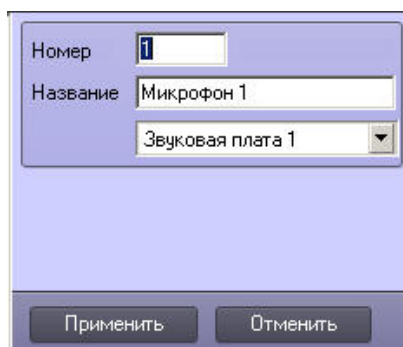 Номер 1
Название Микрофон 1
Звуковая плата 1
Применить Отменить